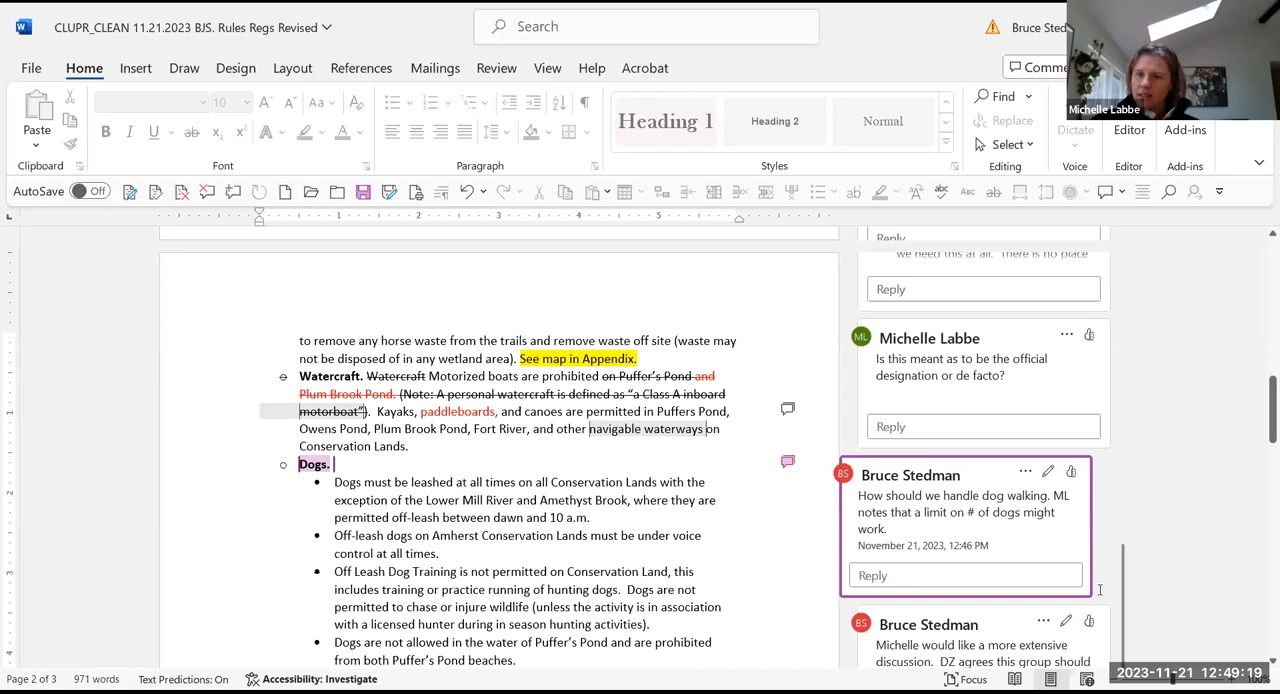 CLUPR_CLEAN 11.21.2023 BJS. Rules Regs Revised
Search
Bruce Sted
File Home Insert Draw Design Layout References Mailings Review View Help Acrobat
Michelle Labbe
Paste
10
Aa
Heading 1
Heading 2
Normal
Find
Replace
Select
Dictate
Editor
Add-ins
Clipboard
Font
Paragraph
Styles
Editing
Voice
Editor
Add-ins
AutoSave Off
1 2 3 4 5
to remove any horse waste from the trails and remove waste off site (waste may
not be disposed of in any wetland area). See map in Appendix.
Watercraft. Watercraft Motorized boats are prohibited on Puffer's Pond and
Plum Brook Pond. (Note: A personal watercraft is defined as "a Class A inboard
motorboat"). Kayaks, paddleboards, and canoes are permitted in Puffers Pond,
Owens Pond, Plum Brook Pond, Fort River, and other navigable waterways on
Conservation Lands.
Dogs.
Dogs must be leashed at all times on all Conservation Lands with the
exception of the Lower Mill River and Amethyst Brook, where they are
permitted off-leash between dawn and 10 a.m.
Off-leash dogs on Amherst Conservation Lands must be under voice
control at all times.
Off Leash Dog Training is not permitted on Conservation Land, this
includes training or practice running of hunting dogs. Dogs are not
permitted to chase or injure wildlife (unless the activity is in association
with a licensed hunter during in season hunting activities).
Dogs are not allowed in the water of Puffer's Pond and are prohibited
from both Puffer's Pond beaches.
Reply
we need this at all. There is no place
Reply
ML
Michelle Labbe
Is this meant as to be the official
designation or de facto?
Reply
BS
Bruce Stedman
How should we handle dog walking. ML
notes that a limit on # of dogs might
work.
November 21, 2023, 12:46 PM
Reply
BS
Bruce Stedman
Michelle would like a more extensive
discussion. DZ agrees this group should
Page 2 of 3
971 words
Text Predictions: On
Accessibility: Investigate
Focus
2023-11-21 12:49:19